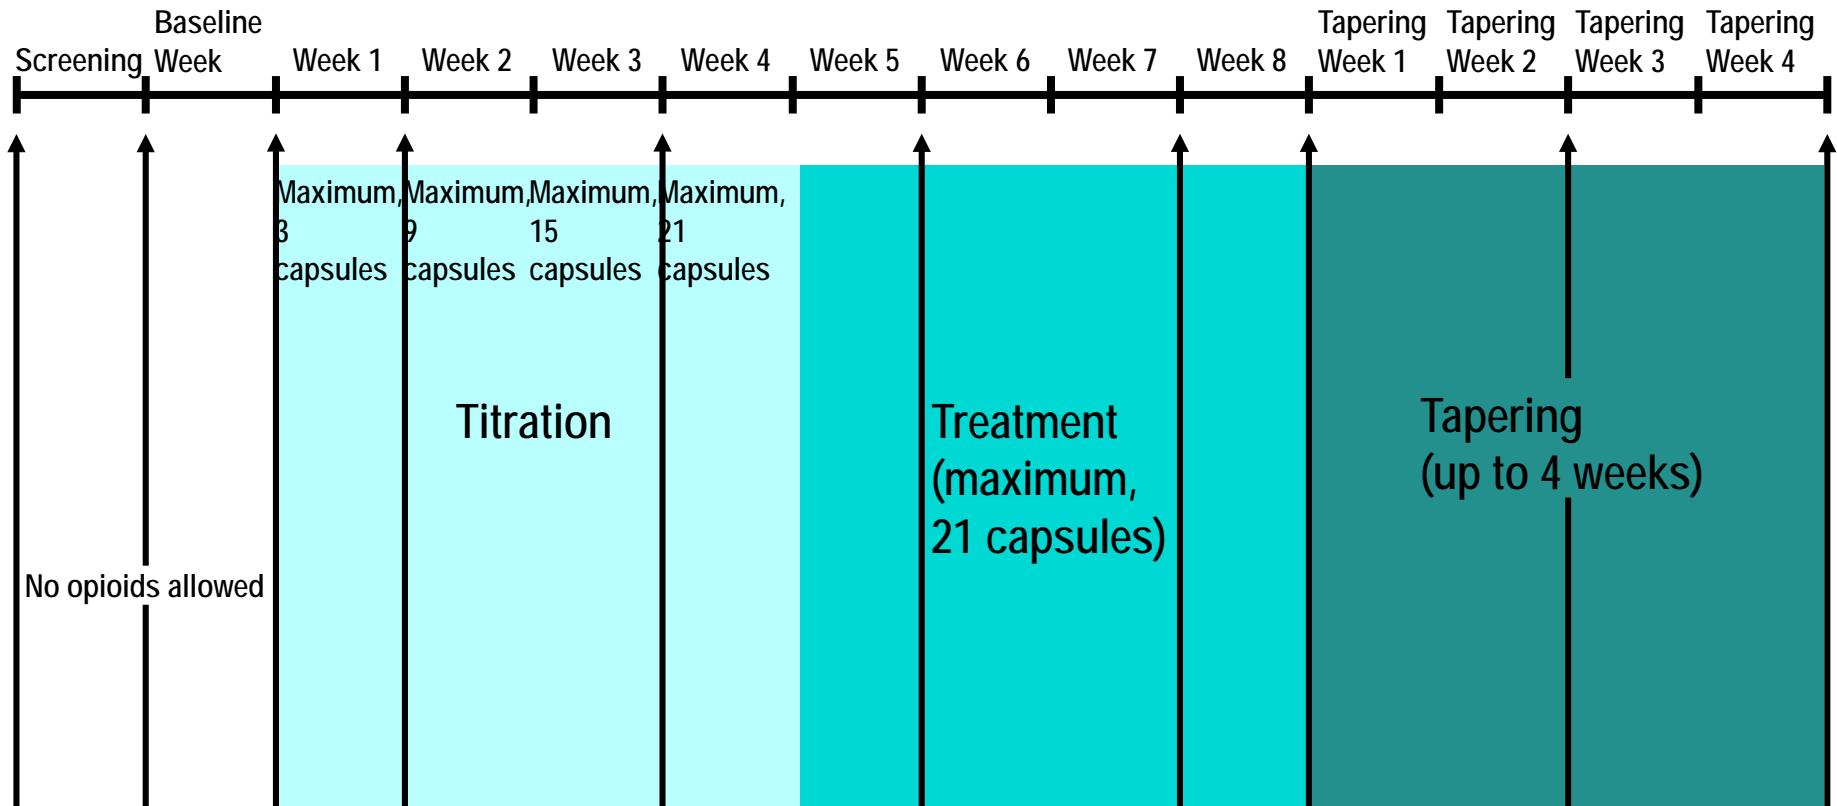 Screening
Baseline
Week
Week 1
Week 2
Week 3
Week 4
Week 5
Week 6
Week 7
Week 8
Tapering
Week 1
Tapering
Week 2
Tapering
Week 3
Tapering
Week 4
Maximum,
3
capsules
Maximum,
9
capsules
Maximum,
15
capsules
Maximum,
21
capsules
Titration
Treatment
(maximum,
21 capsules)
Tapering
(up to 4 weeks)
No opioids allowed